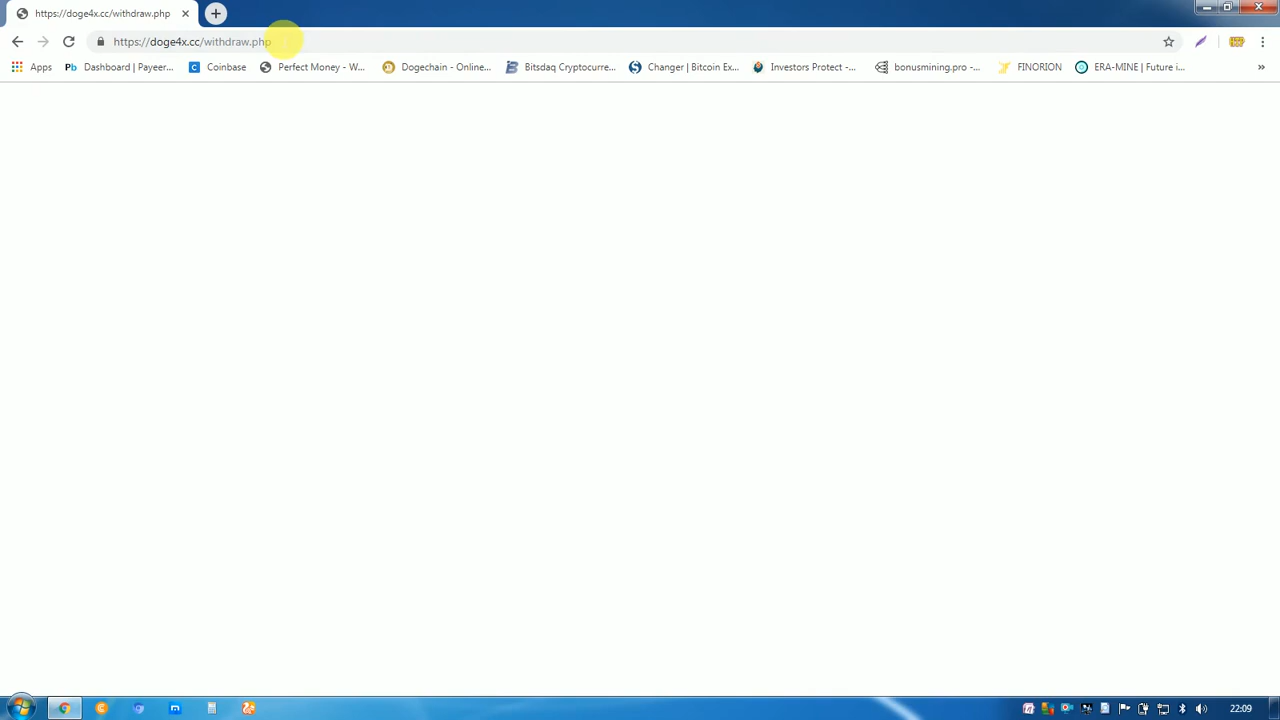 https://doge4x.cc/withdraw.php
https://doge4x.cc/withdraw.php
Apps
Pb Dashboard | Payeer...
Coinbase
Perfect Money - W...
Dogechain - Online...
Bitsdaq Cryptocurre...
Changer | Bitcoin Ex...
Investors Protect -...
bonusmining.pro -...
FINORION
ERA-MINE | Future i...
»
22:09